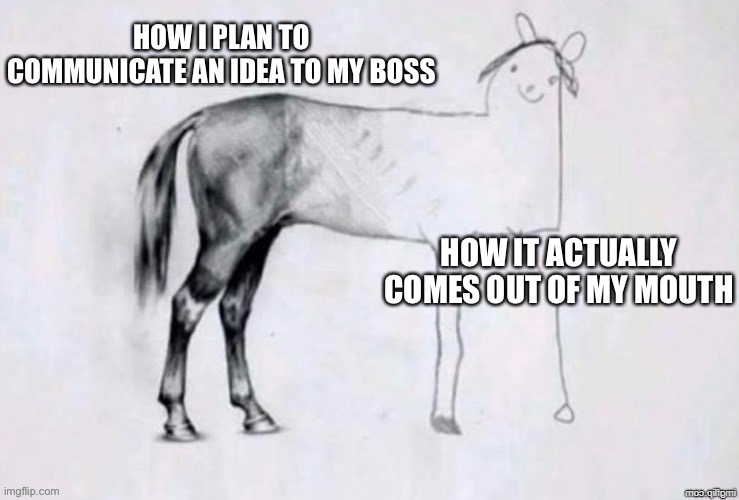 HOW I PLAN TO
COMMUNICATE AN IDEA TO MY BOSS
HOW IT ACTUALLY
COMES OUT OF MY MOUTH
imgflip.com
imgflip.com